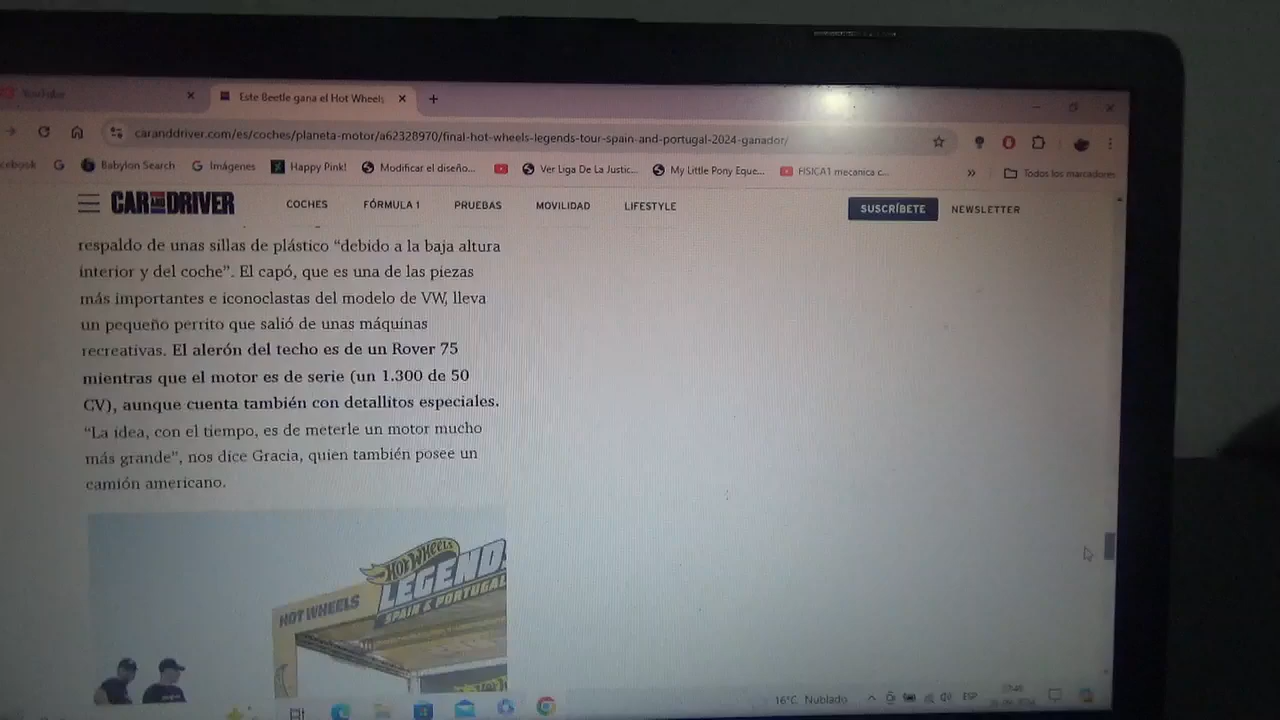 YouTube
Este Beetle gana el Hot Wheels
caranddriver.com/es/coches/planeta-motor/a62328970/final-hot-wheels-legends-tour-spain-and-portugal-2024-ganador/
cebook
Babylon Search
Imágenes
Happy Pink!
Modificar el diseño...
Ver Liga De La Justic...
My Little Pony Eque...
FISICA1 mecanica c...
»
Todos los marcadores
CAR AND DRIVER
COCHES
FÓRMULA 1
PRUEBAS
MOVILIDAD
LIFESTYLE
SUSCRÍBETE
NEWSLETTER
respaldo de unas sillas de plástico “debido a la baja altura
interior y del coche”. El capó, que es una de las piezas
más importantes e iconoclastas del modelo de VW, lleva
un pequeño perrito que salió de unas máquinas
recreativas. El alerón del techo es de un Rover 75
mientras que el motor es de serie (un 1.300 de 50
CV), aunque cuenta también con detallitos especiales.
“La idea, con el tiempo, es de meterle un motor mucho
más grande”, nos dice Gracia, quien también posee un
camión americano.
HOT WHEELS
LEGENDS
SPAIN & PORTUGAL
HOT WHEELS
16°C Nublado
ESP